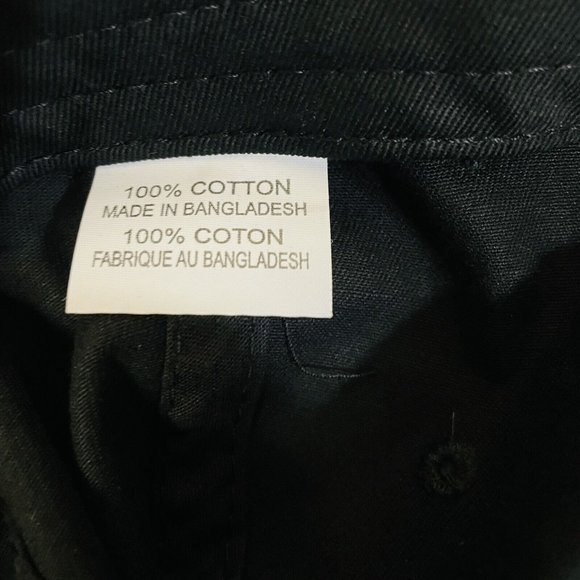 100% COTTON
MADE IN BANGLADESH
100% COTON
FABRIQUE AU BANGLADESH